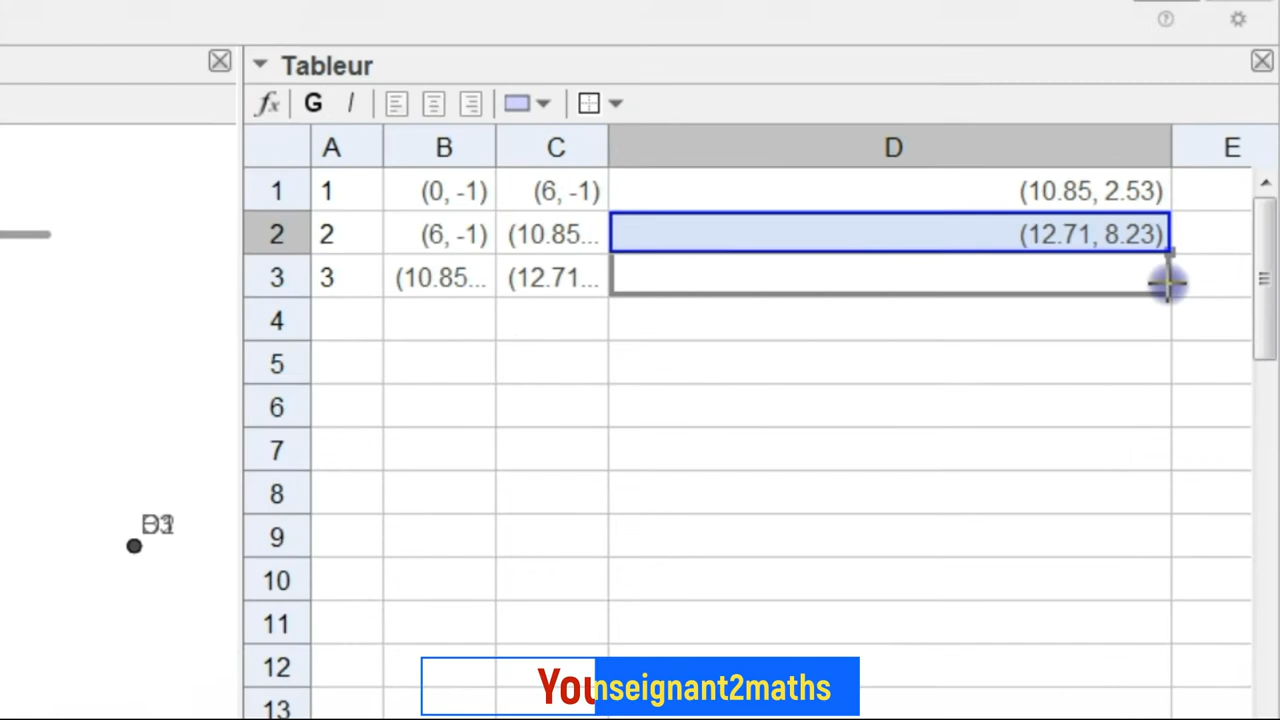 Tableur
fx G I
A B C D E
1 1 (0, -1) (6, -1) (10.85, 2.53)
2 2 (6, -1) (10.85... (12.71, 8.23)
3 3 (10.85... (12.71...
4
5
6
7
8
9
10
11
12
13
Younseignant2maths